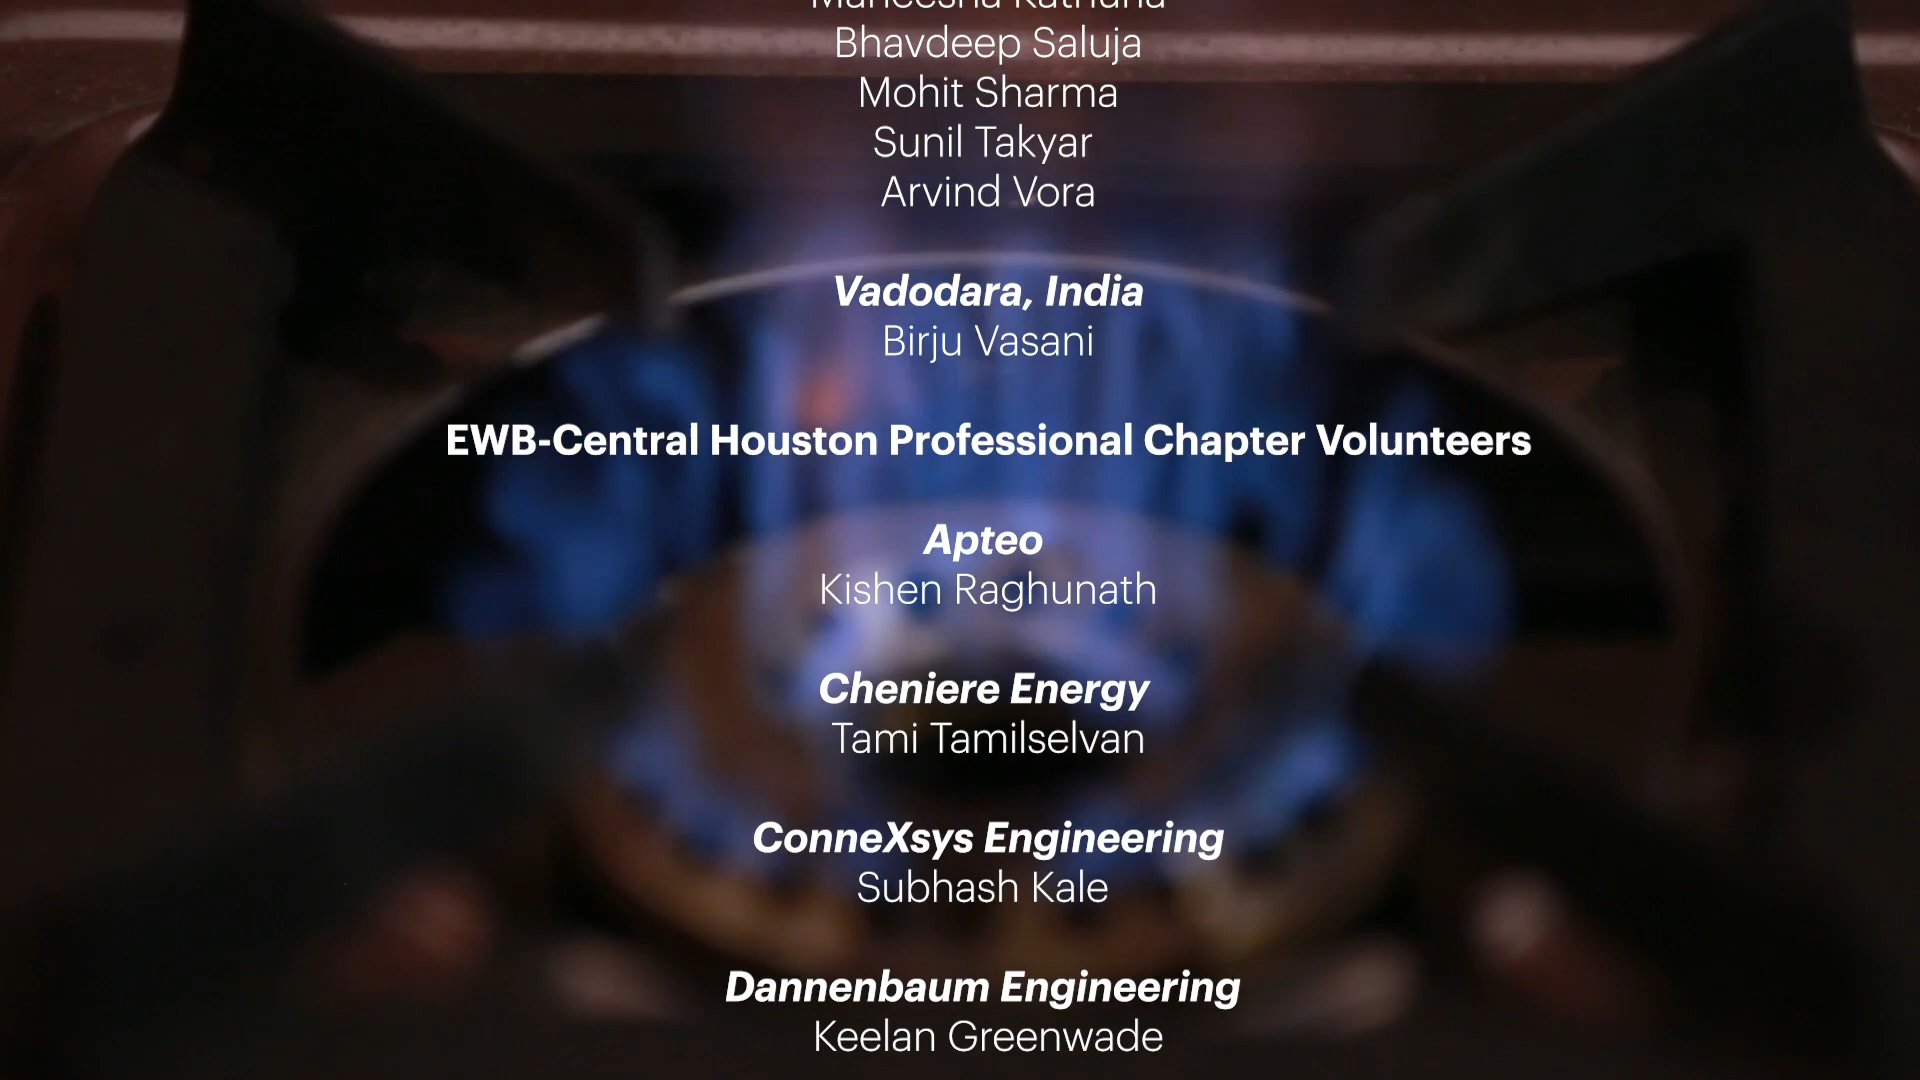 Bhavdeep Saluja
Mohit Sharma
Sunil Takyar
Arvind Vora
Vadodara, India
Birju Vasani
EWB-Central Houston Professional Chapter Volunteers
Apteo
Kishen Raghunath
Cheniere Energy
Tami Tamilselvan
ConneXsys Engineering
Subhash Kale
Dannenbaum Engineering
Keelan Greenwade